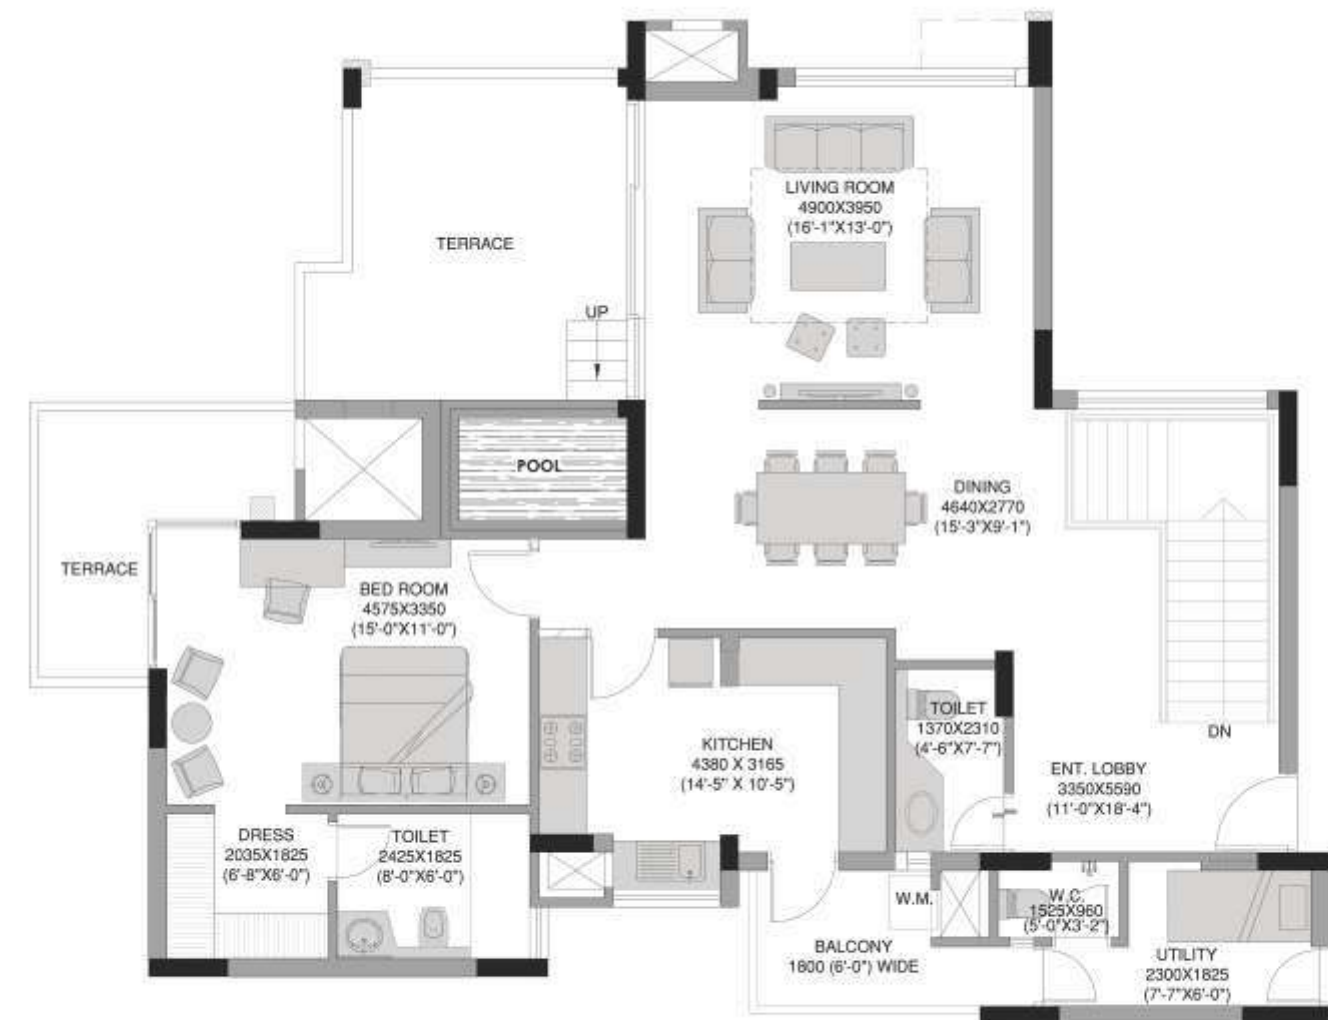 LIVING ROOM
4900X3950
(16'-1"X13'-0")
TERRACE
UP
POOL
DINING
4640X2770
(15'-3"X9'-1")
TERRACE
BED ROOM
4575X3350
(15'-0"X11'-0")
TOILET
1370X2310
(4'-6"X7'-7")
DN
KITCHEN
4380 X 3165
(14'-5" X 10'-5")
ENT. LOBBY
3350X5590
(11'-0"X18'-4")
DRESS
2035X1825
(6'-8"X6'-0")
TOILET
2425X1825
(8'-0"X6'-0")
W.M.
W.C.
1525X960
(5'-0"X3'-2")
BALCONY
1800 (6'-0") WIDE
UTILITY
2300X1825
(7'-7"X6'-0")